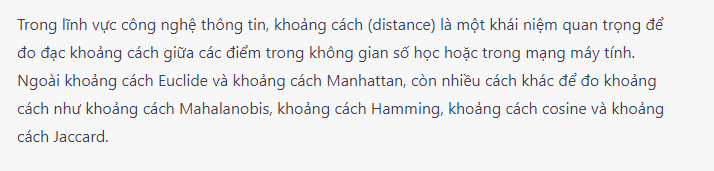 Trong lĩnh vực công nghệ thông tin, khoảng cách (distance) là một khái niệm quan trọng để
đo đạc khoảng cách giữa các điểm trong không gian số học hoặc trong mạng máy tính.
Ngoài khoảng cách Euclide và khoảng cách Manhattan, còn nhiều cách khác để đo khoảng
cách như khoảng cách Mahalanobis, khoảng cách Hamming, khoảng cách cosine và khoảng
cách Jaccard.